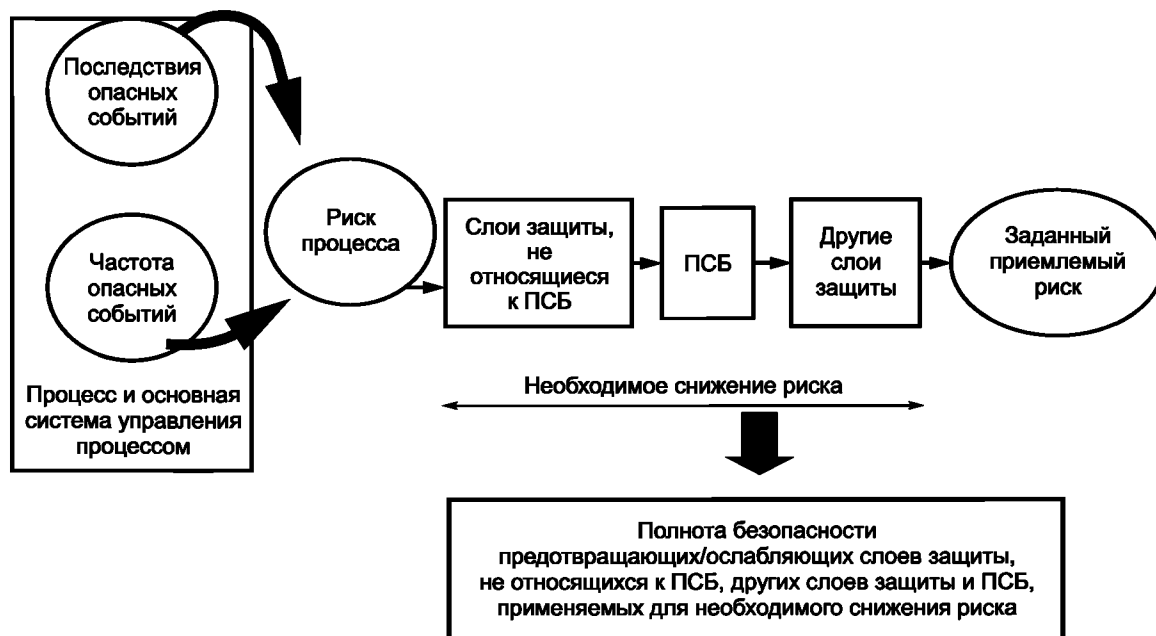 Последствия
опасных
событий
Частота
опасных
событий
Процесс и основная
система управления
процессом
Риск
процесса
Слои защиты,
не
относящиеся
к ПСБ
ПСБ
Другие
слои
защиты
Заданный
приемлемый
риск
Необходимое снижение риска
Полнота безопасности
предотвращающих/ослабляющих слоев защиты,
не относящихся к ПСБ, других слоев защиты и ПСБ,
применяемых для необходимого снижения риска